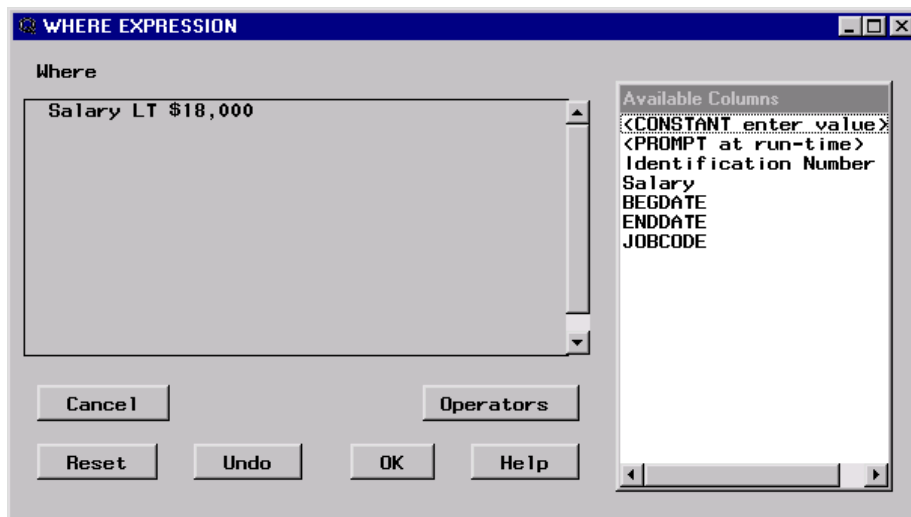 WHERE EXPRESSION
Where
Salary LT $18,000
Available Columns
<CONSTANT enter value>
<PROMPT at run-time>
Identification Number
Salary
BEGDATE
ENDDATE
JOBCODE
Cancel
Operators
Reset
Undo
OK
Help